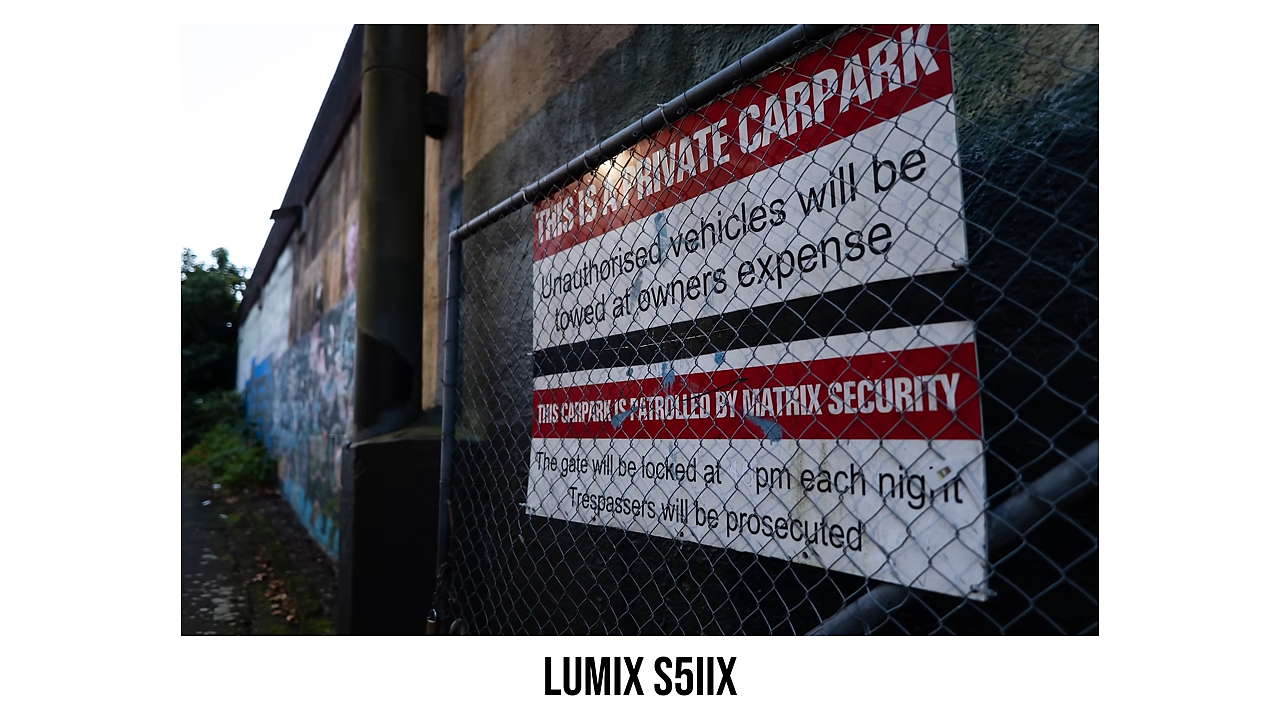 THIS IS A PRIVATE CARPARK
Unauthorised vehicles will be
towed at owners expense
THIS CARPARK IS PATROLLED BY MATRIX SECURITY
The gate will be locked at pm each night
Trespassers will be prosecuted
LUMIX S5IIX